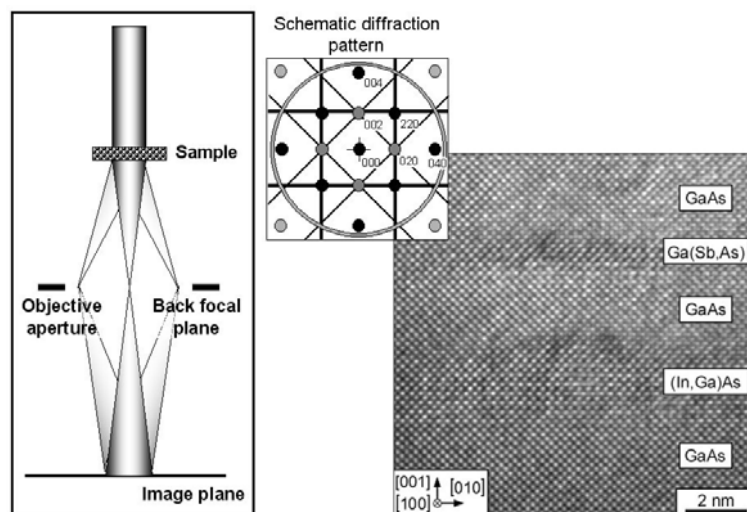 Schematic diffraction
pattern
Sample
Objective
aperture
Back focal
plane
Image plane
004
002
220
000
020
040
GaAs
Ga(Sb,As)
GaAs
(In,Ga)As
GaAs
[001]
[010]
[100]
2 nm